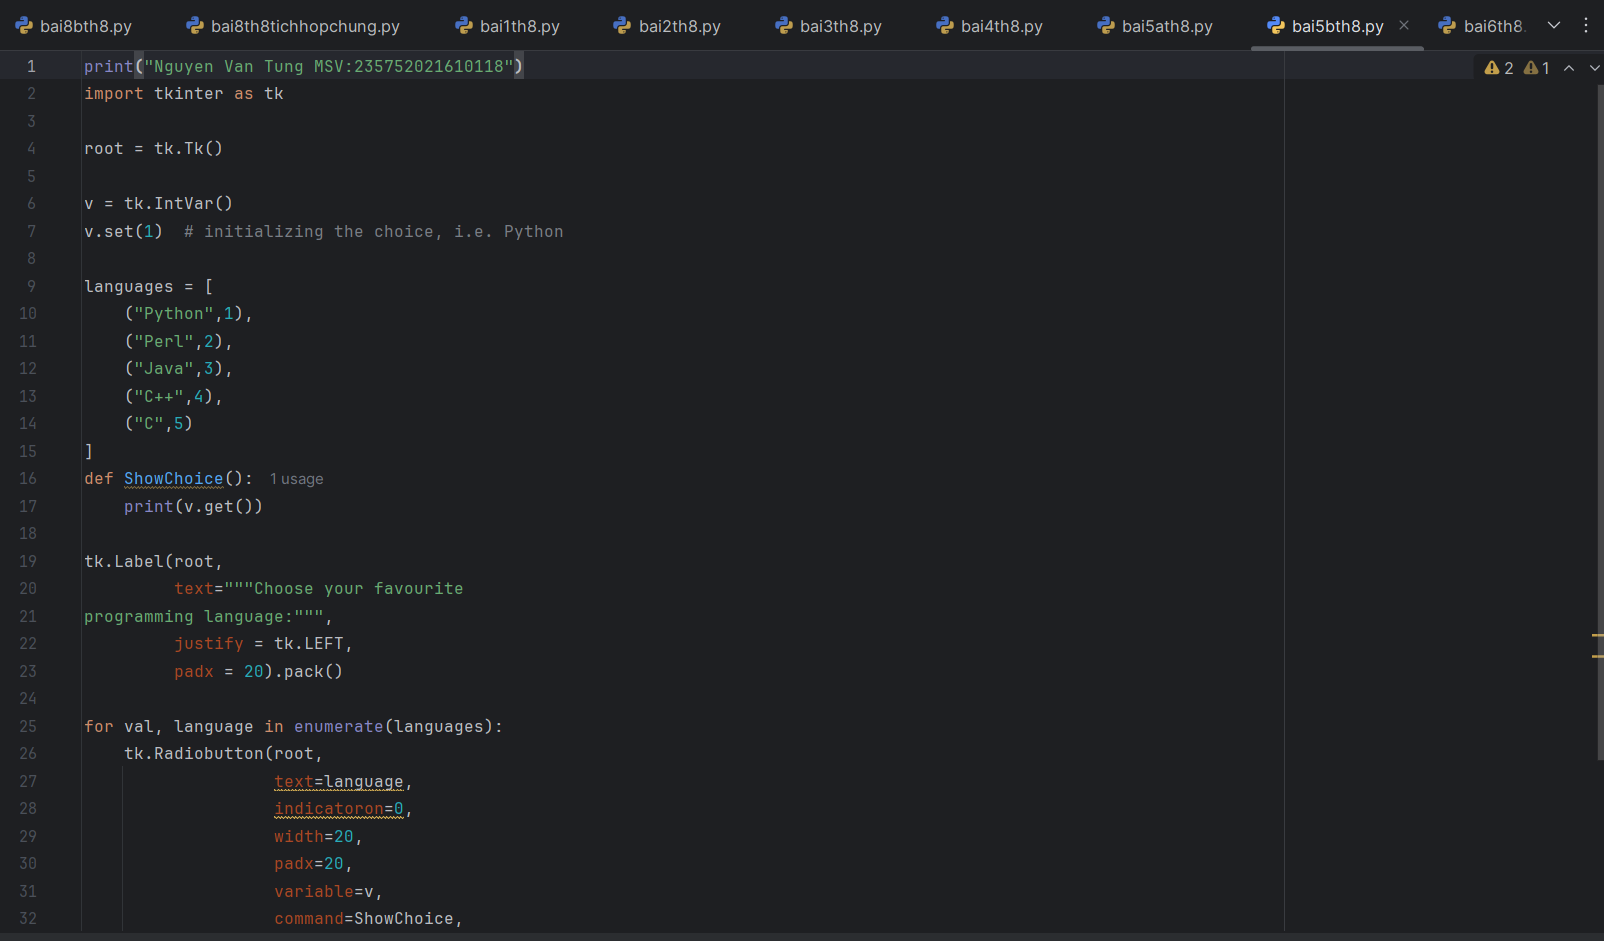 bai8bth8.py bai8th8tichhopchung.py bai1th8.py bai2th8.py bai3th8.py bai4th8.py bai5ath8.py bai5bth8.py bai6th8.
1 print("Nguyen Van Tung MSV:235752021610118") 2 1
2 import tkinter as tk
3
4 root = tk.Tk()
5
6 v = tk.IntVar()
7 v.set(1)  # initializing the choice, i.e. Python
8
9 languages = [
10     ("Python",1),
11     ("Perl",2),
12     ("Java",3),
13     ("C++",4),
14     ("C",5)
15 ]
16 def ShowChoice(): 1 usage
17     print(v.get())
18
19 tk.Label(root,
20          text="""Choose your favourite
21 programming language:""",
22          justify = tk.LEFT,
23          padx = 20).pack()
24
25 for val, language in enumerate(languages):
26     tk.Radiobutton(root,
27                    text=language,
28                    indicatoron=0,
29                    width=20,
30                    padx=20,
31                    variable=v,
32                    command=ShowChoice,